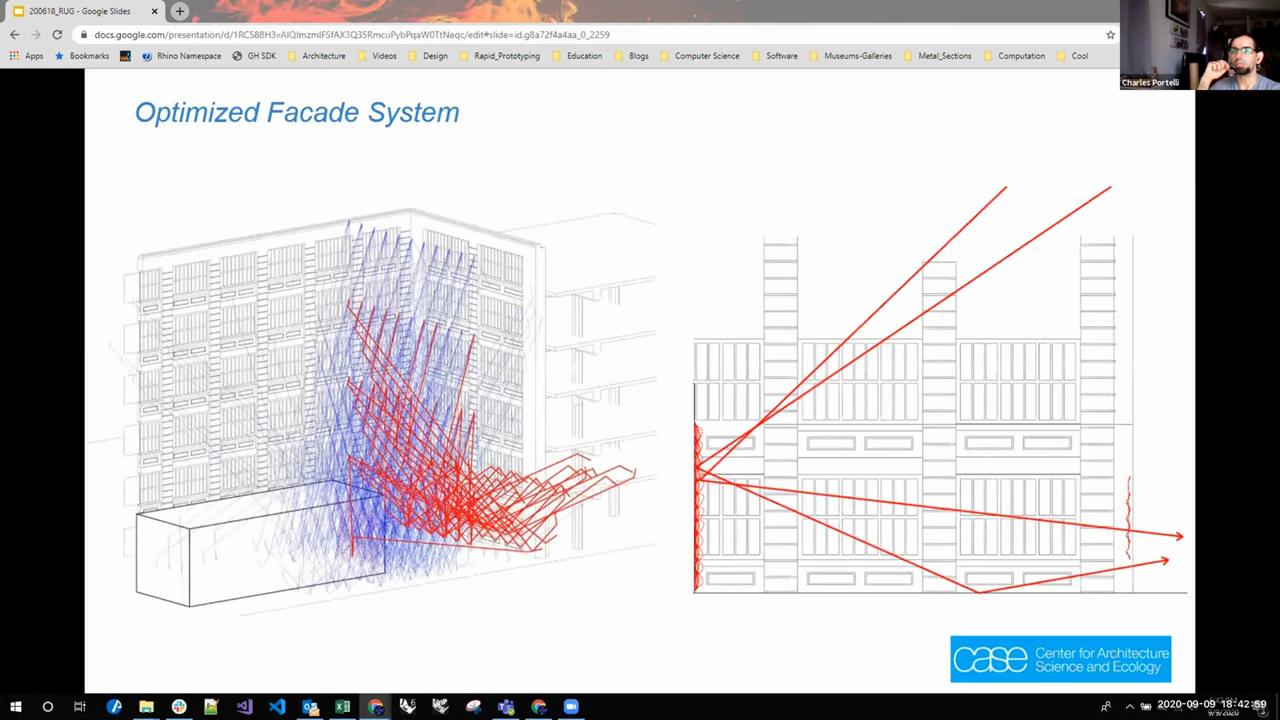 200618_RUG - Google Slides
docs.google.com/presentation/d/1RCS88H3vAIQImzmIFSfAX3Q35RmcuPybPqaW0TtNeqc/edit#slide=id.g8a72f4a4aa_0_2259
Apps Bookmarks Rhino Namespace GH SDK Architecture Videos Design Rapid_Prototyping Education Blogs Computer Science Software Museums-Galleries Metal_Sections Computation Cool
Charles Portelli
Optimized Facade System
case Center for Architecture
Science and Ecology
2020-09-09 18:42:59